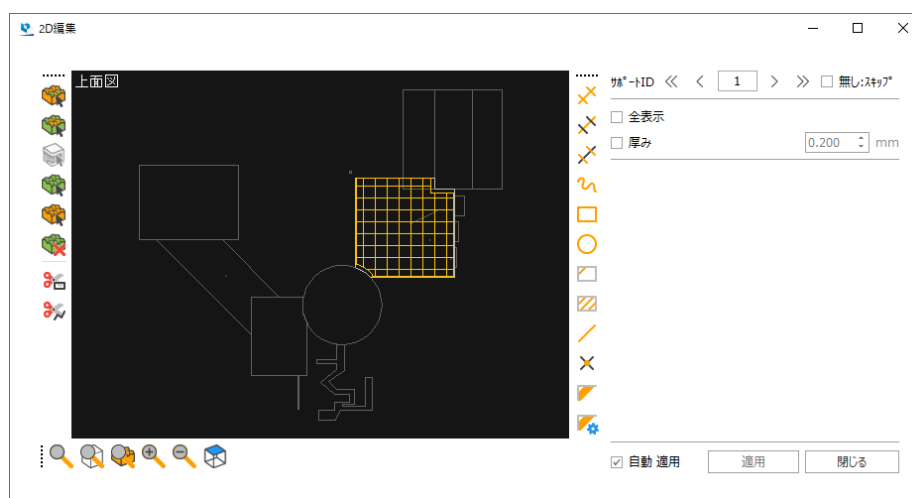 2D編集
上面図
ｻﾎﾟｰﾄID 1 無し:ｽｷｯﾌﾟ
全表示
厚み 0.200 mm
自動 適用 適用 閉じる